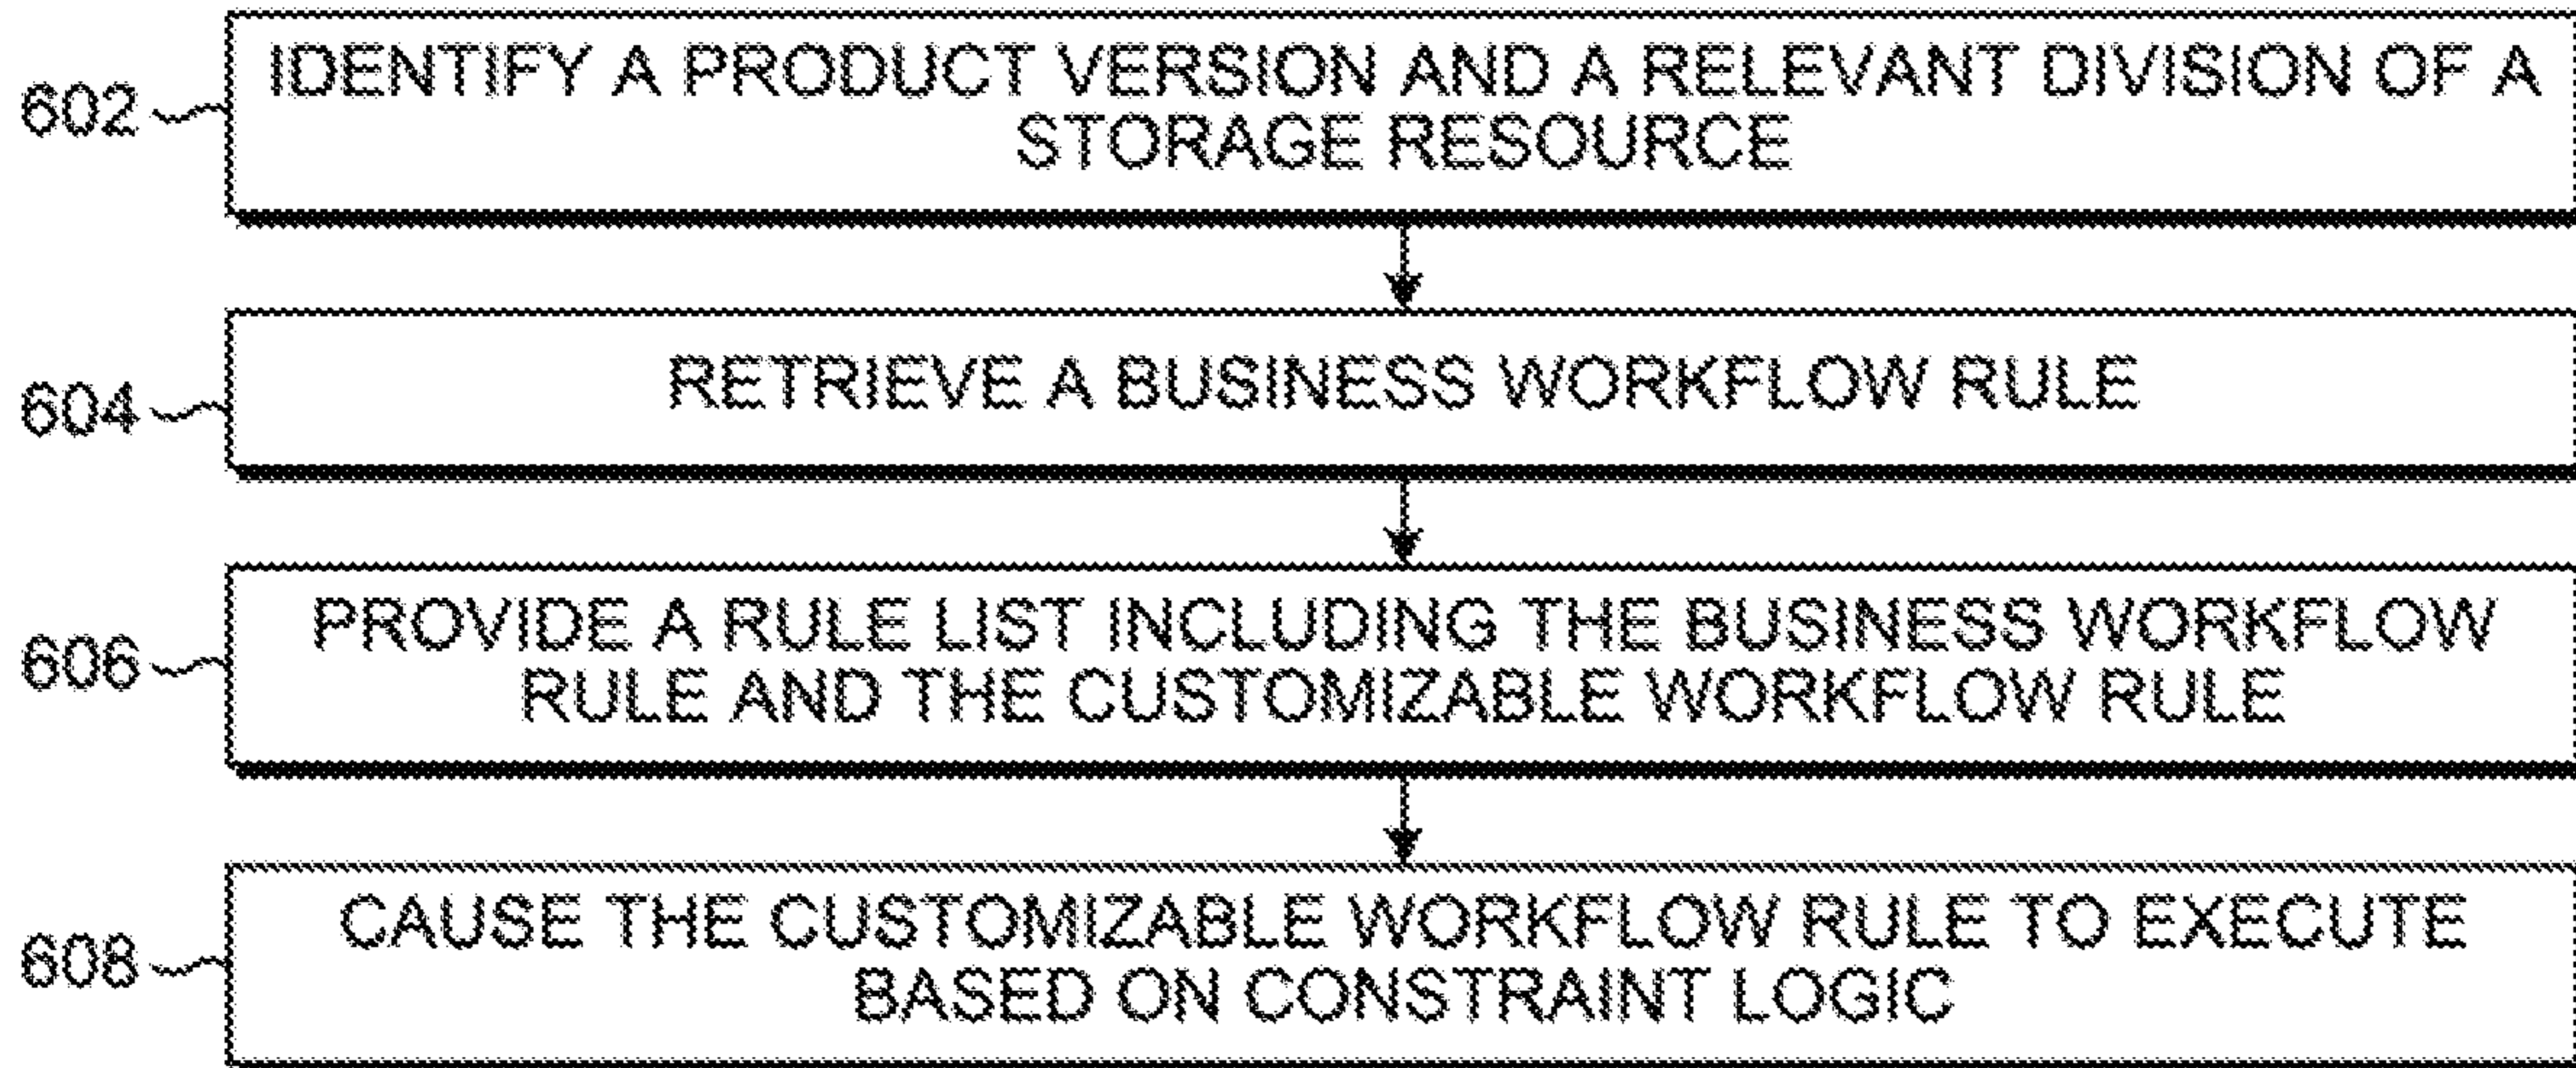 602
IDENTIFY A PRODUCT VERSION AND A RELEVANT DIVISION OF A
STORAGE RESOURCE
604
RETRIEVE A BUSINESS WORKFLOW RULE
606
PROVIDE A RULE LIST INCLUDING THE BUSINESS WORKFLOW
RULE AND THE CUSTOMIZABLE WORKFLOW RULE
608
CAUSE THE CUSTOMIZABLE WORKFLOW RULE TO EXECUTE
BASED ON CONSTRAINT LOGIC